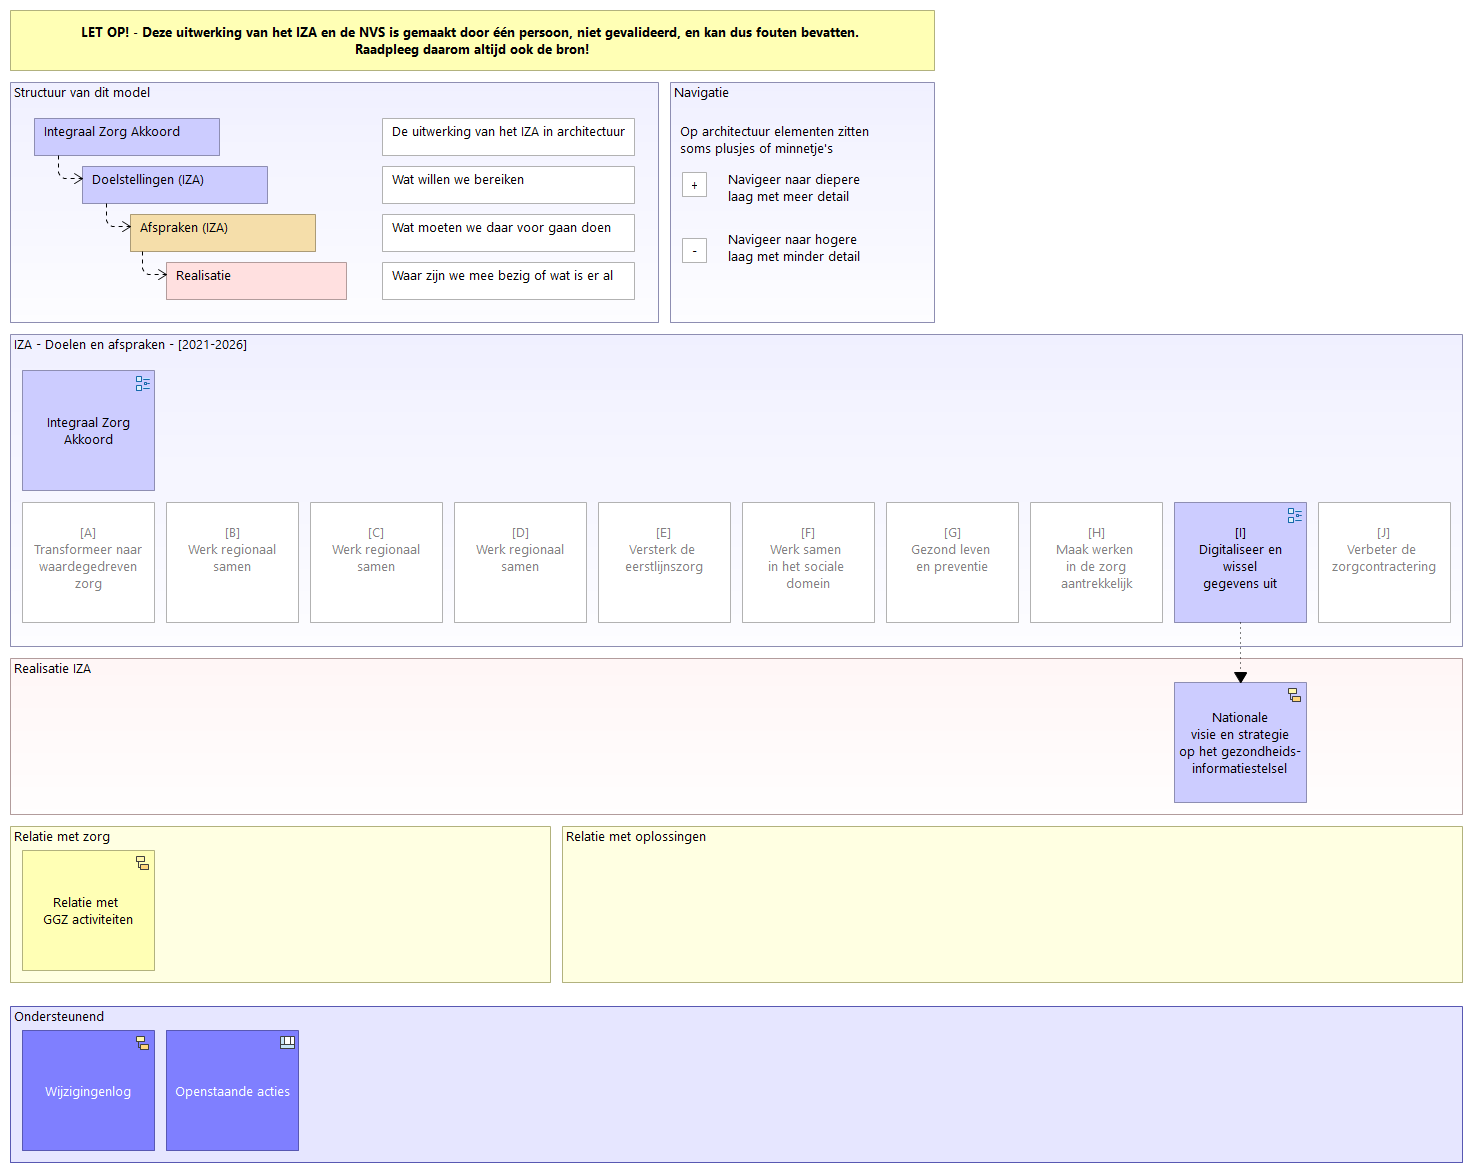 LET OP! - Deze uitwerking van het IZA en de NVS is gemaakt door één persoon, niet gevalideerd, en kan dus fouten bevatten.
Raadpleeg daarom altijd ook de bron!
Structuur van dit model
Integraal Zorg Akkoord
De uitwerking van het IZA in architectuur
Doelstellingen (IZA)
Wat willen we bereiken
Afspraken (IZA)
Wat moeten we daar voor gaan doen
Realisatie
Waar zijn we mee bezig of wat is er al
Navigatie
Op architectuur elementen zitten
soms plusjes of minnetje's
+
Navigeer naar diepere
laag met meer detail
-
Navigeer naar hogere
laag met minder detail
IZA - Doelen en afspraken - [2021-2026]
Integraal Zorg
Akkoord
[A]
Transformeer naar
waardegedreven
zorg
[B]
Werk regionaal
samen
[C]
Werk regionaal
samen
[D]
Werk regionaal
samen
[E]
Versterk de
eerstlijnszorg
[F]
Werk samen
in het sociale
domein
[G]
Gezond leven
en preventie
[H]
Maak werken
in de zorg
aantrekkelijk
[I]
Digitaliseer en
wissel
gegevens uit
[J]
Verbeter de
zorgcontractering
Realisatie IZA
Nationale
visie en strategie
op het gezondheids-
informatiestelsel
Relatie met zorg
Relatie met
GGZ activiteiten
Relatie met oplossingen
Ondersteunend
Wijzigingenlog
Openstaande acties